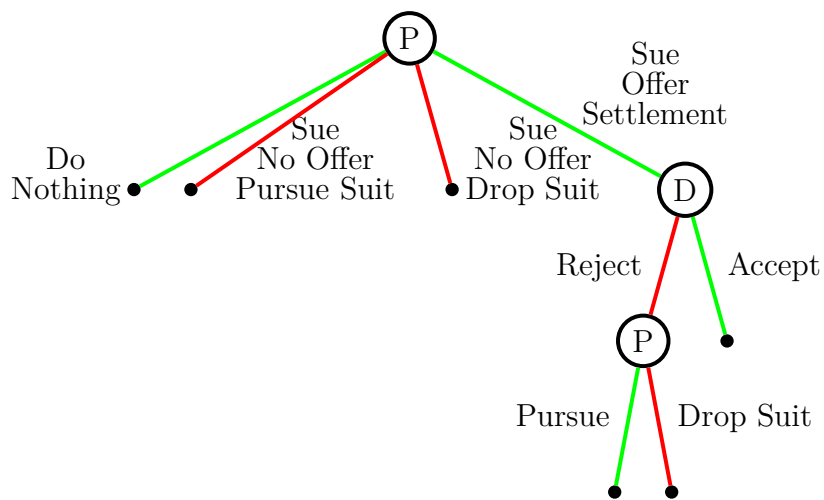 P
Sue
Offer
Settlement
Do
Nothing
Sue
No Offer
Pursue Suit
Sue
No Offer
Drop Suit
D
Reject
Accept
P
Pursue
Drop Suit